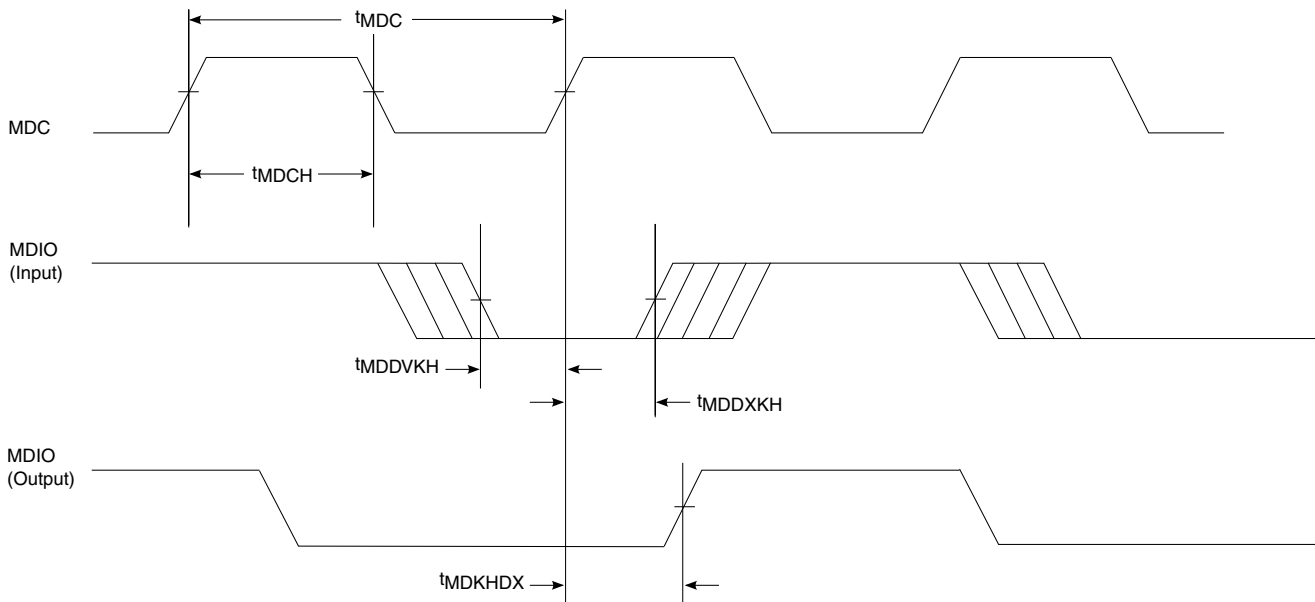 tMDC
MDC
tMDCH
MDIO
(Input)
tMDDVKH
tMDDXKH
MDIO
(Output)
tMDKHDX